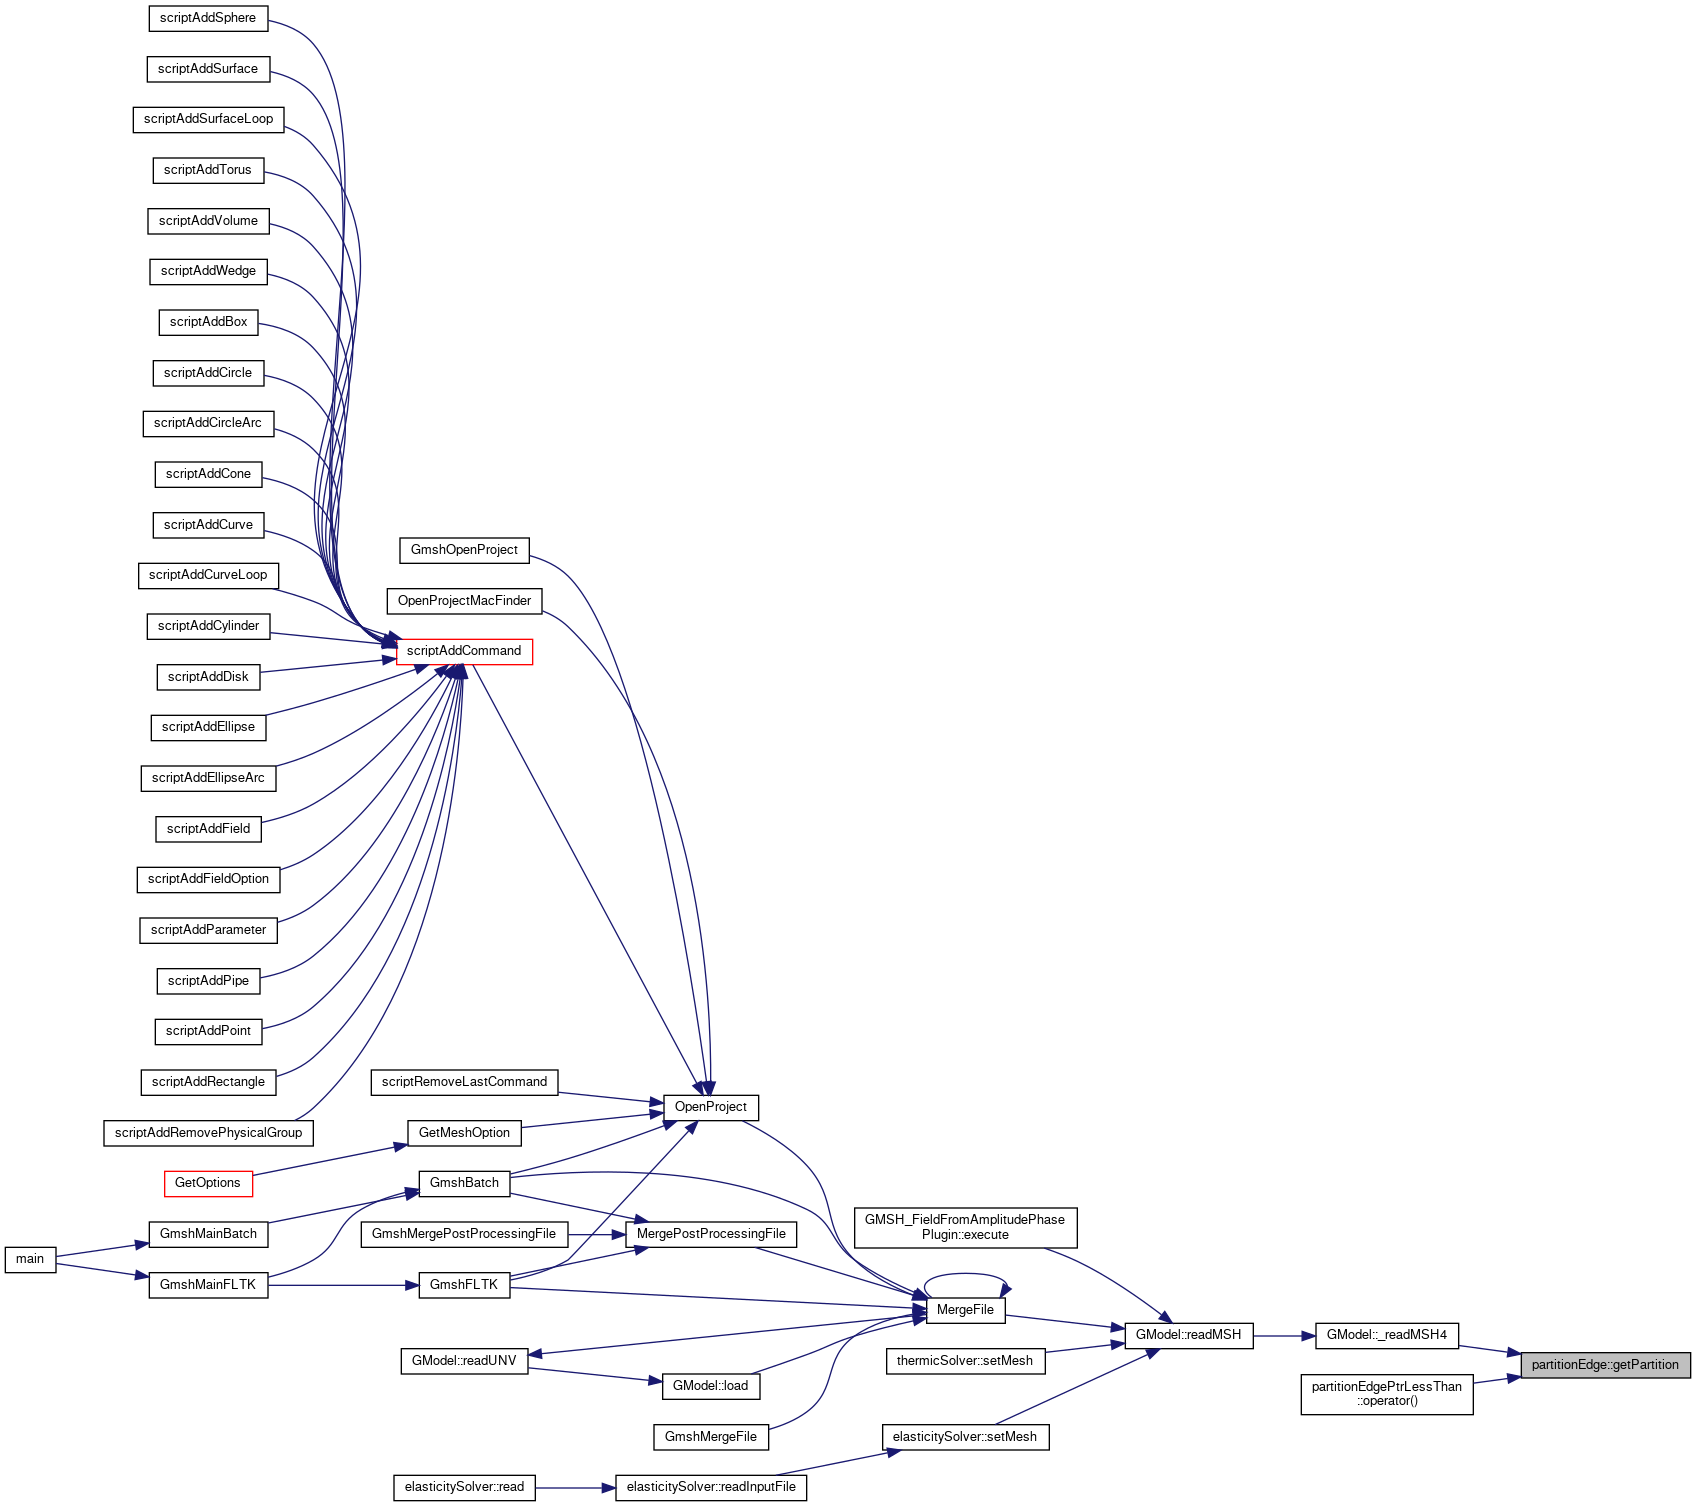 scriptAddSphere
scriptAddSurface
scriptAddSurfaceLoop
scriptAddTorus
scriptAddVolume
scriptAddWedge
scriptAddBox
scriptAddCircle
scriptAddCircleArc
scriptAddCone
scriptAddCurve
GmshOpenProject
scriptAddCurveLoop
OpenProjectMacFinder
scriptAddCylinder
scriptAddCommand
scriptAddDisk
scriptAddEllipse
scriptAddEllipseArc
scriptAddField
scriptAddFieldOption
scriptAddParameter
scriptAddPipe
scriptAddPoint
scriptAddRectangle
scriptRemoveLastCommand
OpenProject
scriptAddRemovePhysicalGroup
GetMeshOption
GetOptions
GmshBatch
GMSH_FieldFromAmplitudePhase
Plugin::execute
GmshMainBatch
GmshMergePostProcessingFile
MergePostProcessingFile
main
GmshMainFLTK
GmshFLTK
MergeFile
GModel::readMSH
GModel::_readMSH4
GModel::readUNV
thermicSolver::setMesh
partitionEdge::getPartition
GModel::load
partitionEdgePtrLessThan
::operator()
GmshMergeFile
elasticitySolver::setMesh
elasticitySolver::read
elasticitySolver::readInputFile